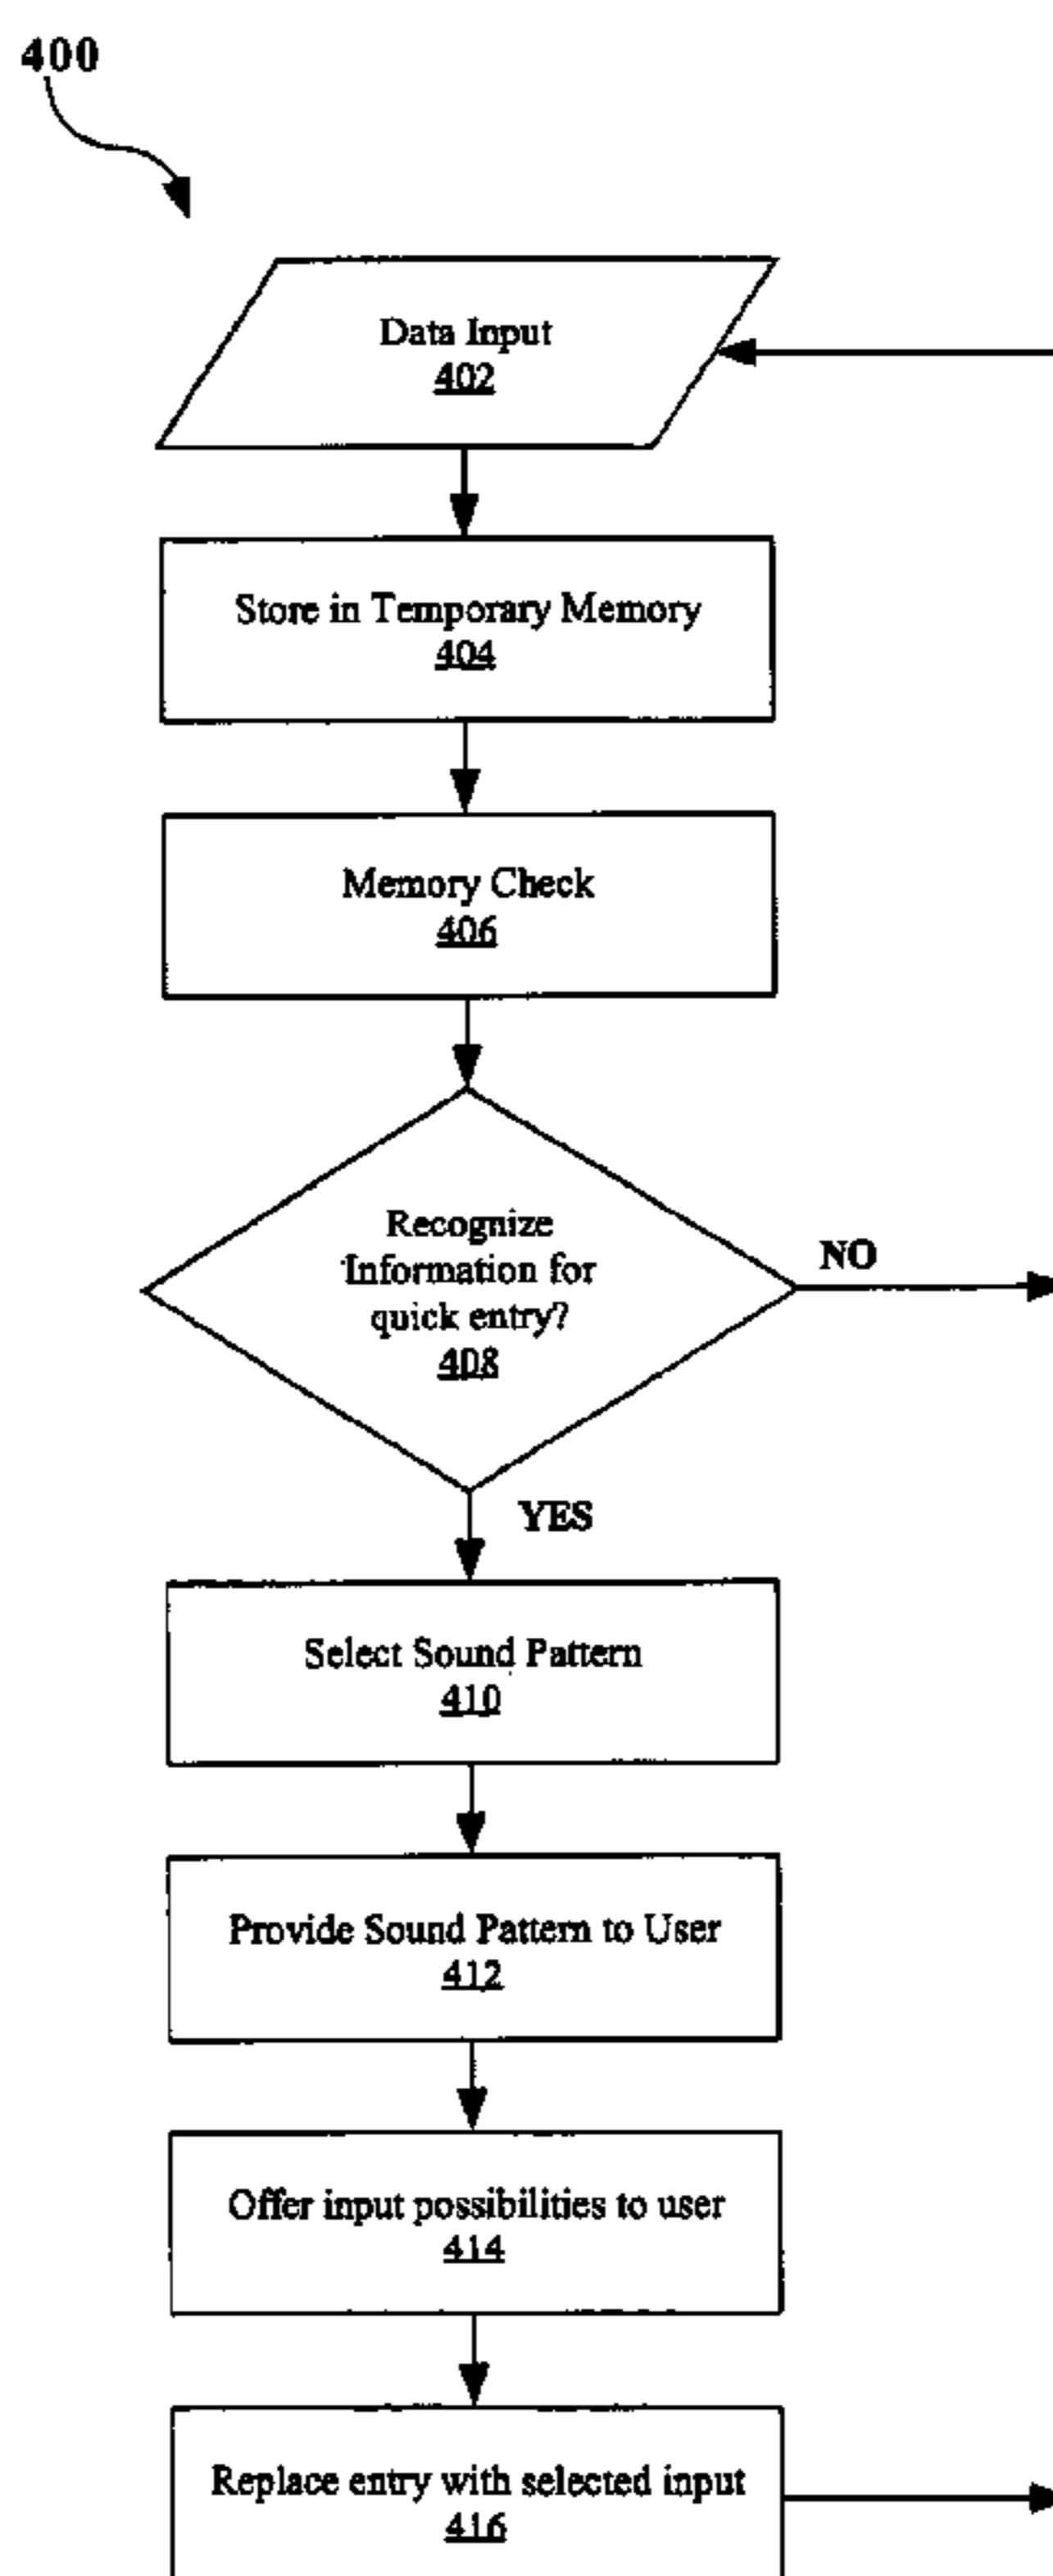 400
Data Input
402
Store in Temporary Memory
404
Memory Check
406
Recognize
Information for
quick entry?
408
NO
YES
Select Sound Pattern
410
Provide Sound Pattern to User
412
Offer input possibilities to user
414
Replace entry with selected input
416